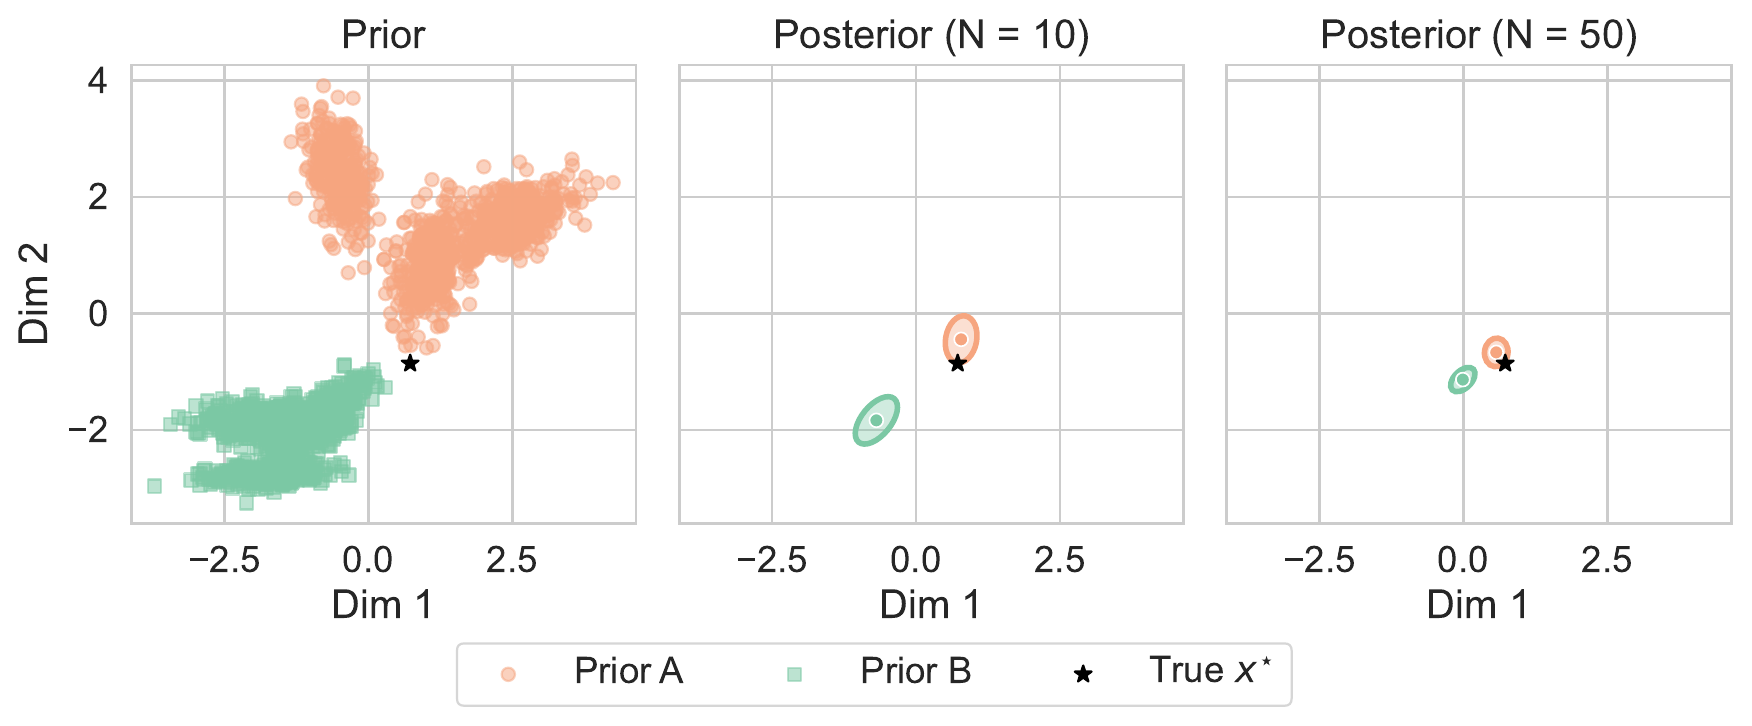 Prior
Posterior (N = 10)
Posterior (N = 50)
4
2
0
−2
Dim 2
−2.5 0.0 2.5
−2.5 0.0 2.5
−2.5 0.0 2.5
Dim 1
Dim 1
Dim 1
Prior A
Prior B
True x⋆